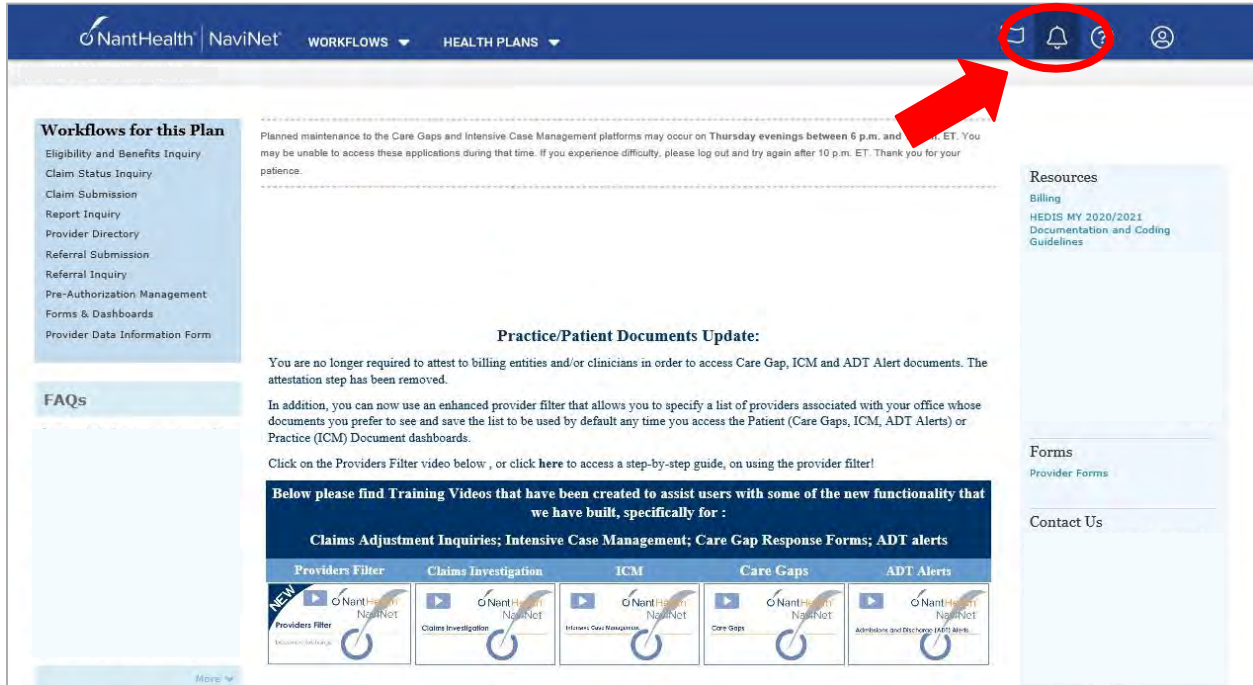 NantHealth® NaviNet®
WORKFLOWS
HEALTH PLANS
Workflows for this Plan
Eligibility and Benefits Inquiry
Claim Status Inquiry
Claim Submission
Report Inquiry
Provider Directory
Referral Submission
Referral Inquiry
Pre-Authorization Management
Forms & Dashboards
Provider Data Information Form
FAQs
More
Planned maintenance to the Care Gaps and Intensive Case Management platforms may occur on Thursday evenings between 6 p.m. and m. ET. You
may be unable to access these applications during that time. If you experience difficulty, please log out and try again after 10 p.m. ET. Thank you for your
patience.
Practice/Patient Documents Update:
You are no longer required to attest to billing entities and/or clinicians in order to access Care Gap, ICM and ADT Alert documents. The
attestation step has been removed.
In addition, you can now use an enhanced provider filter that allows you to specify a list of providers associated with your office whose
documents you prefer to see and save the list to be used by default any time you access the Patient (Care Gaps, ICM, ADT Alerts) or
Practice (ICM) Document dashboards.
Click on the Providers Filter video below , or click here to access a step-by-step guide, on using the provider filter!
Below please find Training Videos that have been created to assist users with some of the new functionality that
we have built, specifically for :
Claims Adjustment Inquiries; Intensive Case Management; Care Gap Response Forms; ADT alerts
Providers Filter
Claims Investigation
ICM
Care Gaps
ADT Alerts
NEW
NantHealth
NaviNet
Providers Filter
NantHealth
NaviNet
Claims Investigation
NantHealth
NaviNet
Intensive Case Management
NantHealth
NaviNet
Care Gaps
NantHealth
NaviNet
Admissions and Discharge (ADT) Alerts
Resources
Billing
HEDIS MY 2020/2021
Documentation and Coding
Guidelines
Forms
Provider Forms
Contact Us